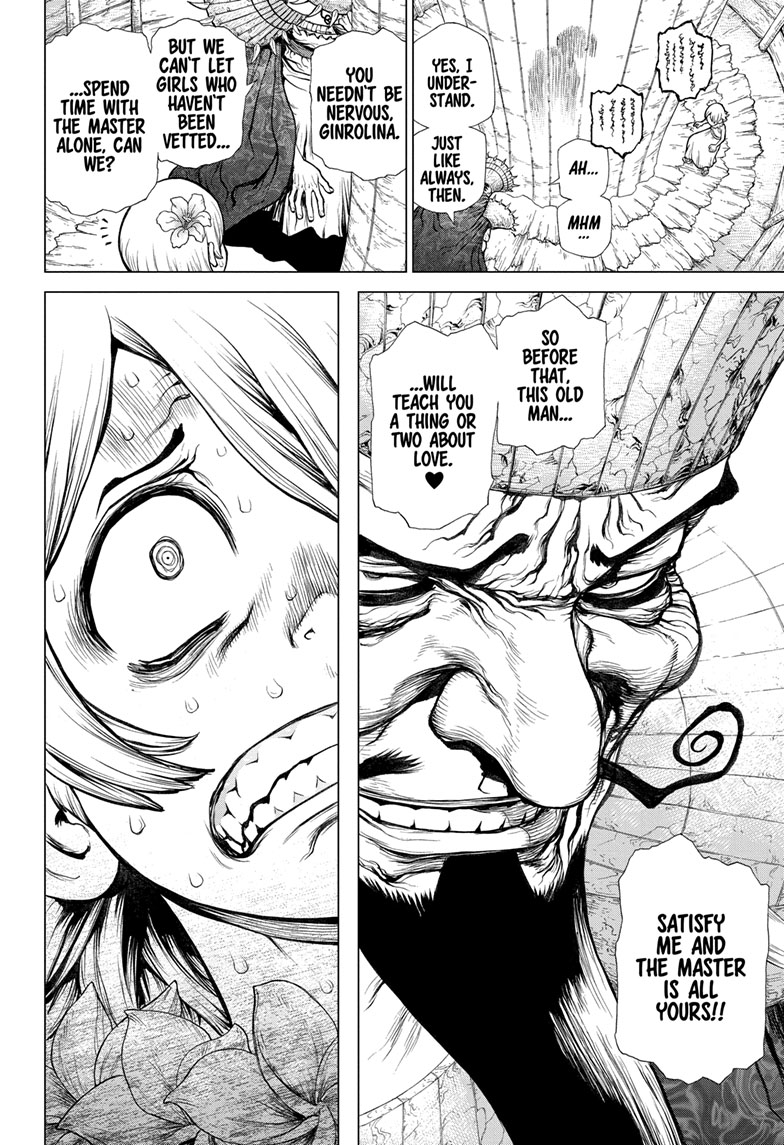 AH...
MHM
...
YES, I
UNDER-
STAND.
JUST
LIKE
ALWAYS,
THEN.
YOU
NEEDN'T BE
NERVOUS,
GINROLINA.
BUT WE
CAN'T LET
GIRLS WHO
HAVEN'T
BEEN
VETTED...
...SPEND
TIME WITH
THE MASTER
ALONE, CAN
WE?
SO
BEFORE
THAT,
THIS OLD
MAN...
...WILL
TEACH YOU
A THING OR
TWO ABOUT
LOVE.
♥
SATISFY
ME AND
THE MASTER
IS ALL
YOURS!!